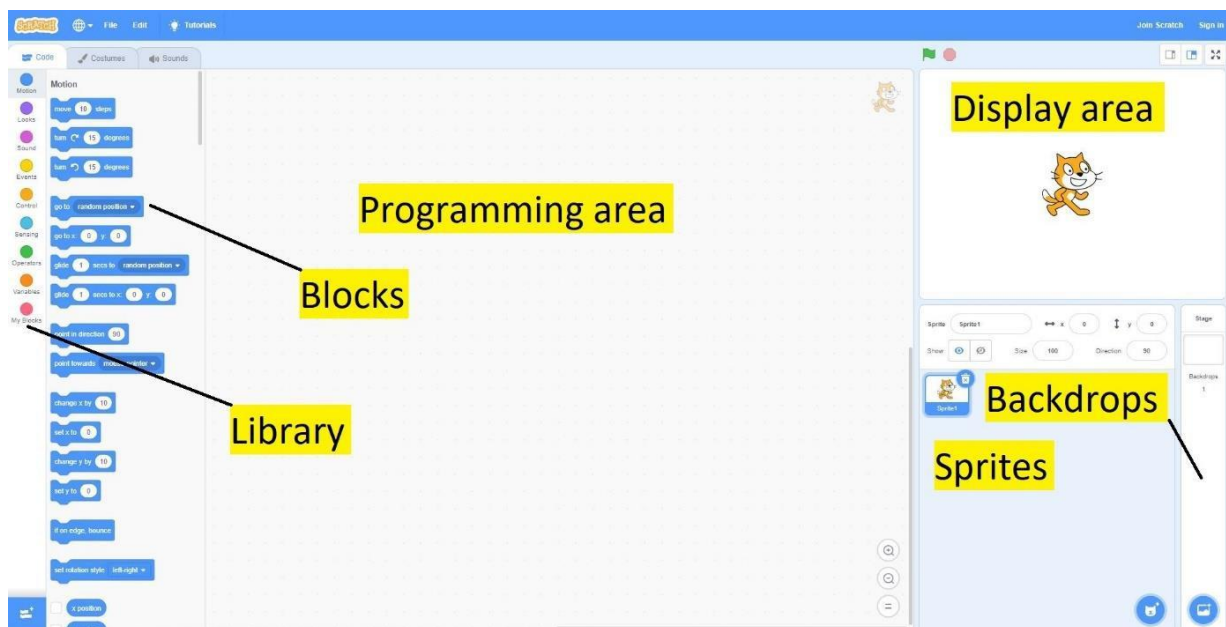 SCRATCH File Edit Tutorials Join Scratch Sign in
Code Costumes Sounds
Motion
Looks
Sound
Events
Control
Sensing
Operators
Variables
My Blocks
Motion
move 10 steps
turn 15 degrees
turn 15 degrees
go to random position
go to x: 0 y: 0
glide 1 secs to random position
glide 1 secs to x: 0 y: 0
point in direction 90
point towards mouse-pointer
change x by 10
set x to 0
change y by 10
set y to 0
if on edge, bounce
set rotation style left-right
x position
Programming area
Blocks
Library
Display area
Sprite Sprite1 x 0 y 0
Show Size 100 Direction 90
Sprite1
Backdrops
Sprites
Stage
Backdrops
1